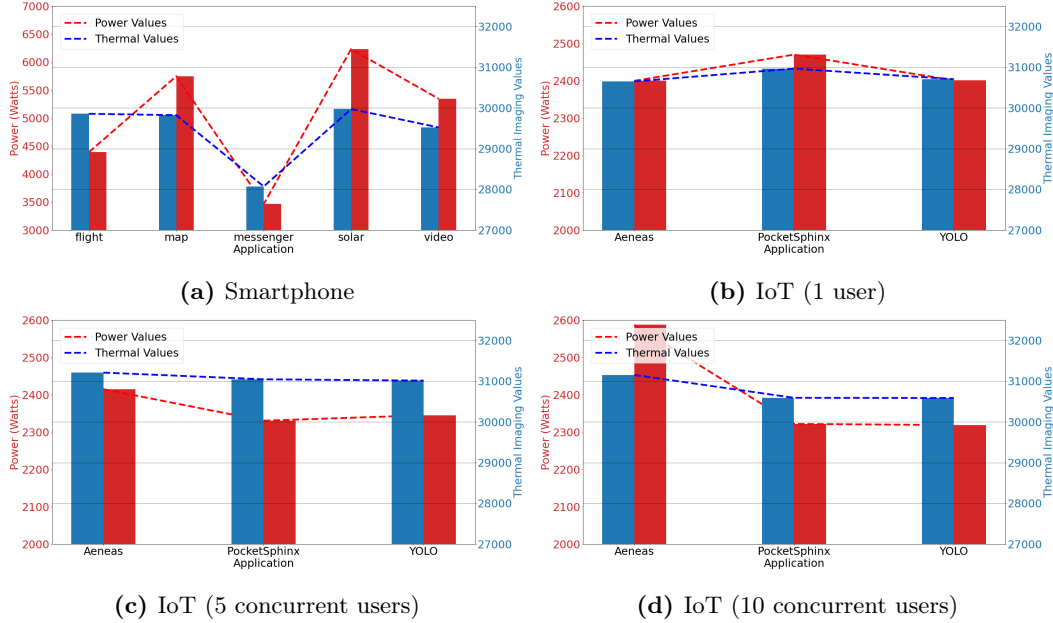 7000
6500
6000
5500
5000
4500
4000
3500
3000
Power (Watts)
Power Values
Thermal Values
32000
31000
30000
29000
28000
27000
Thermal Imaging Values
flight map messenger solar video
Application
(a) Smartphone
2600
2500
2400
2300
2200
2100
2000
Power (Watts)
Power Values
Thermal Values
32000
31000
30000
29000
28000
27000
Thermal Imaging Values
Aeneas PocketSphinx YOLO
Application
(b) IoT (1 user)
2600
2500
2400
2300
2200
2100
2000
Power (Watts)
Power Values
Thermal Values
32000
31000
30000
29000
28000
27000
Thermal Imaging Values
Aeneas PocketSphinx YOLO
Application
(c) IoT (5 concurrent users)
2600
2500
2400
2300
2200
2100
2000
Power (Watts)
Power Values
Thermal Values
32000
31000
30000
29000
28000
27000
Thermal Imaging Values
Aeneas PocketSphinx YOLO
Application
(d) IoT (10 concurrent users)